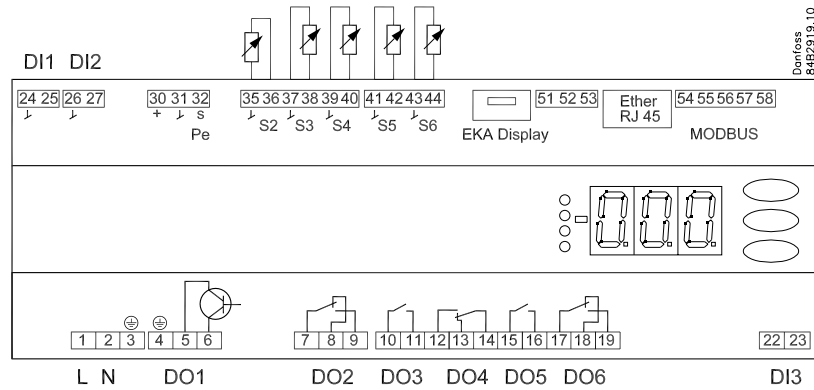 Danfoss
84B2919.10
DI1 DI2
24 25 26 27 30 31 32 35 36 37 38 39 40 41 42 43 44 51 52 53 Ether 54 55 56 57 58
RJ 45
+ s S2 S3 S4 S5 S6
Pe EKA Display MODBUS
000
1 2 3 4 5 6 7 8 9 10 11 12 13 14 15 16 17 18 19 22 23
L N DO1 DO2 DO3 DO4 DO5 DO6 DI3